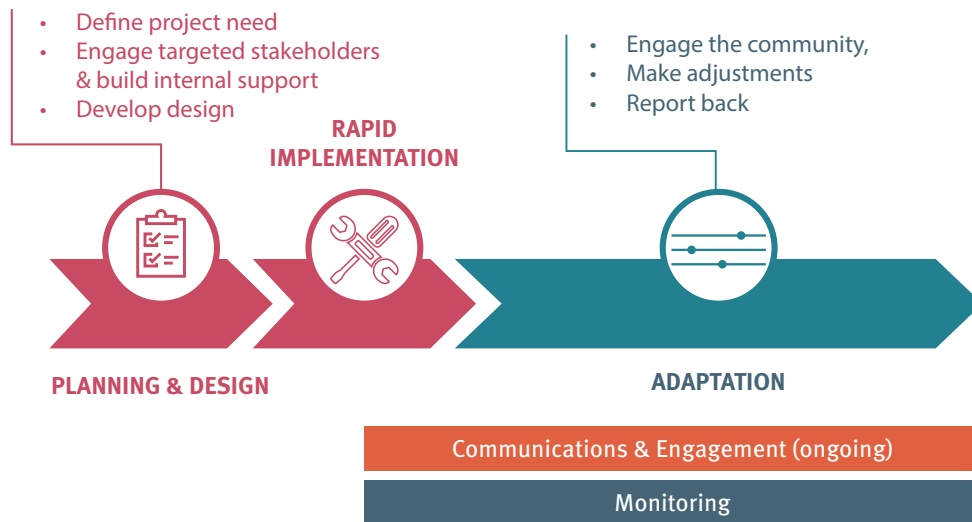 • Define project need
• Engage targeted stakeholders
& build internal support
• Develop design
RAPID
IMPLEMENTATION
• Engage the community,
• Make adjustments
• Report back
PLANNING & DESIGN
ADAPTATION
Communications & Engagement (ongoing)
Monitoring